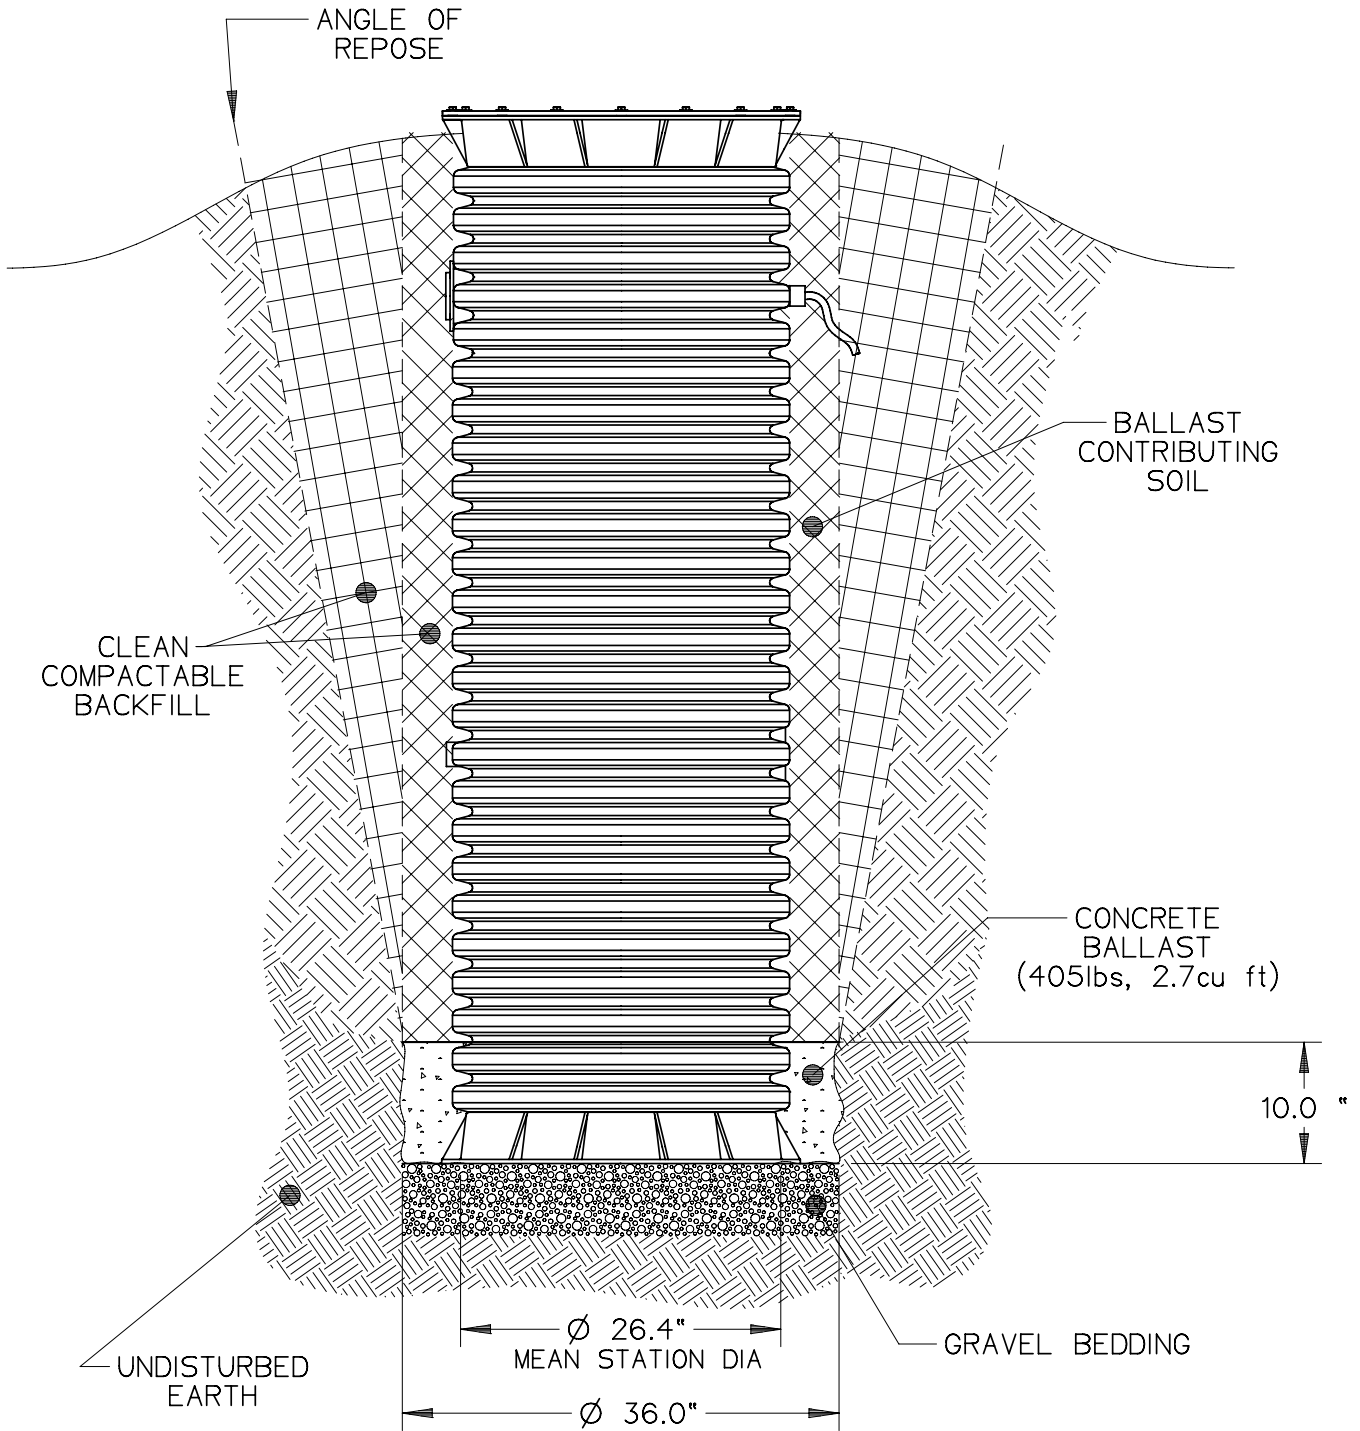 ANGLE OF
REPOSE
BALLAST
CONTRIBUTING
SOIL
CLEAN
COMPACTABLE
BACKFILL
CONCRETE
BALLAST
(405lbs, 2.7cu ft)
10.0 "
Ø 26.4"
MEAN STATION DIA
GRAVEL BEDDING
UNDISTURBED
EARTH
Ø 36.0"